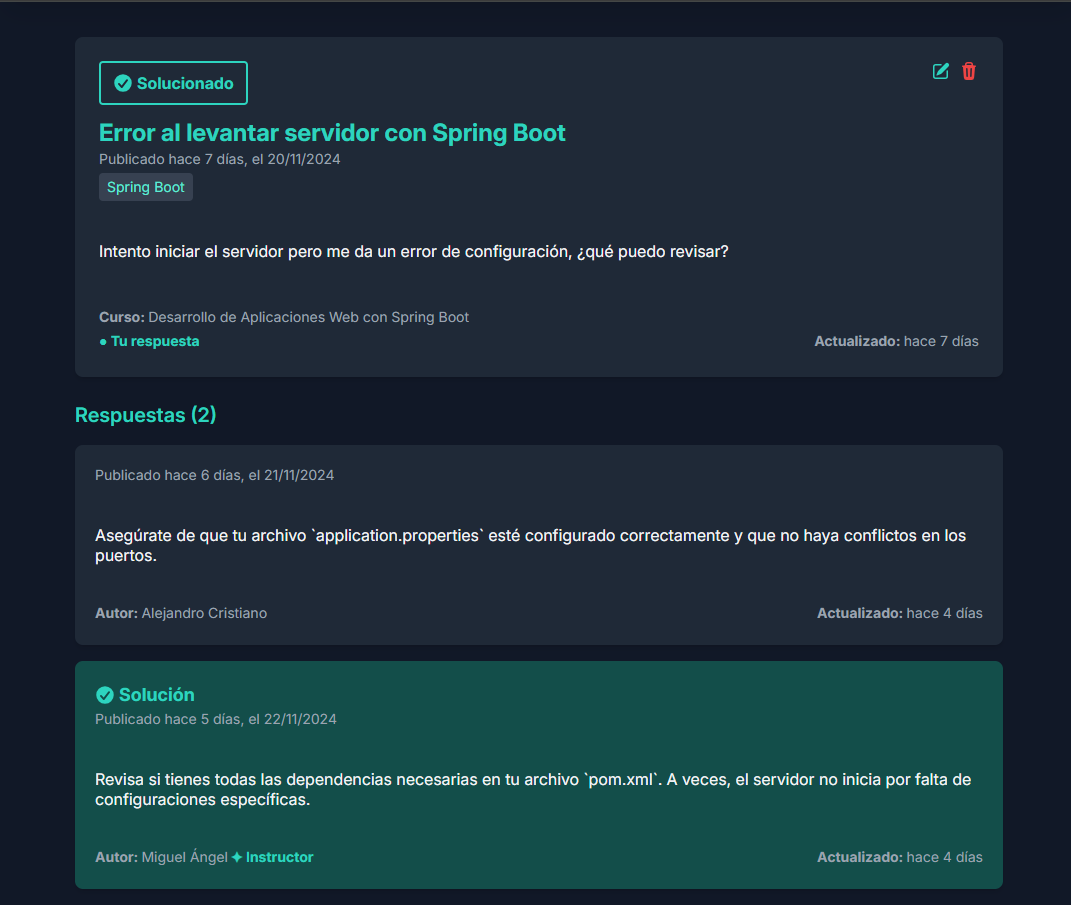 Solucionado
Error al levantar servidor con Spring Boot
Publicado hace 7 días, el 20/11/2024
Spring Boot
Intento iniciar el servidor pero me da un error de configuración, ¿qué puedo revisar?
Curso: Desarrollo de Aplicaciones Web con Spring Boot
● Tu respuesta
Actualizado: hace 7 días
Respuestas (2)
Publicado hace 6 días, el 21/11/2024
Asegúrate de que tu archivo `application.properties` esté configurado correctamente y que no haya conflictos en los
puertos.
Autor: Alejandro Cristiano
Actualizado: hace 4 días
Solución
Publicado hace 5 días, el 22/11/2024
Revisa si tienes todas las dependencias necesarias en tu archivo `pom.xml`. A veces, el servidor no inicia por falta de
configuraciones específicas.
Autor: Miguel Ángel ✦ Instructor
Actualizado: hace 4 días